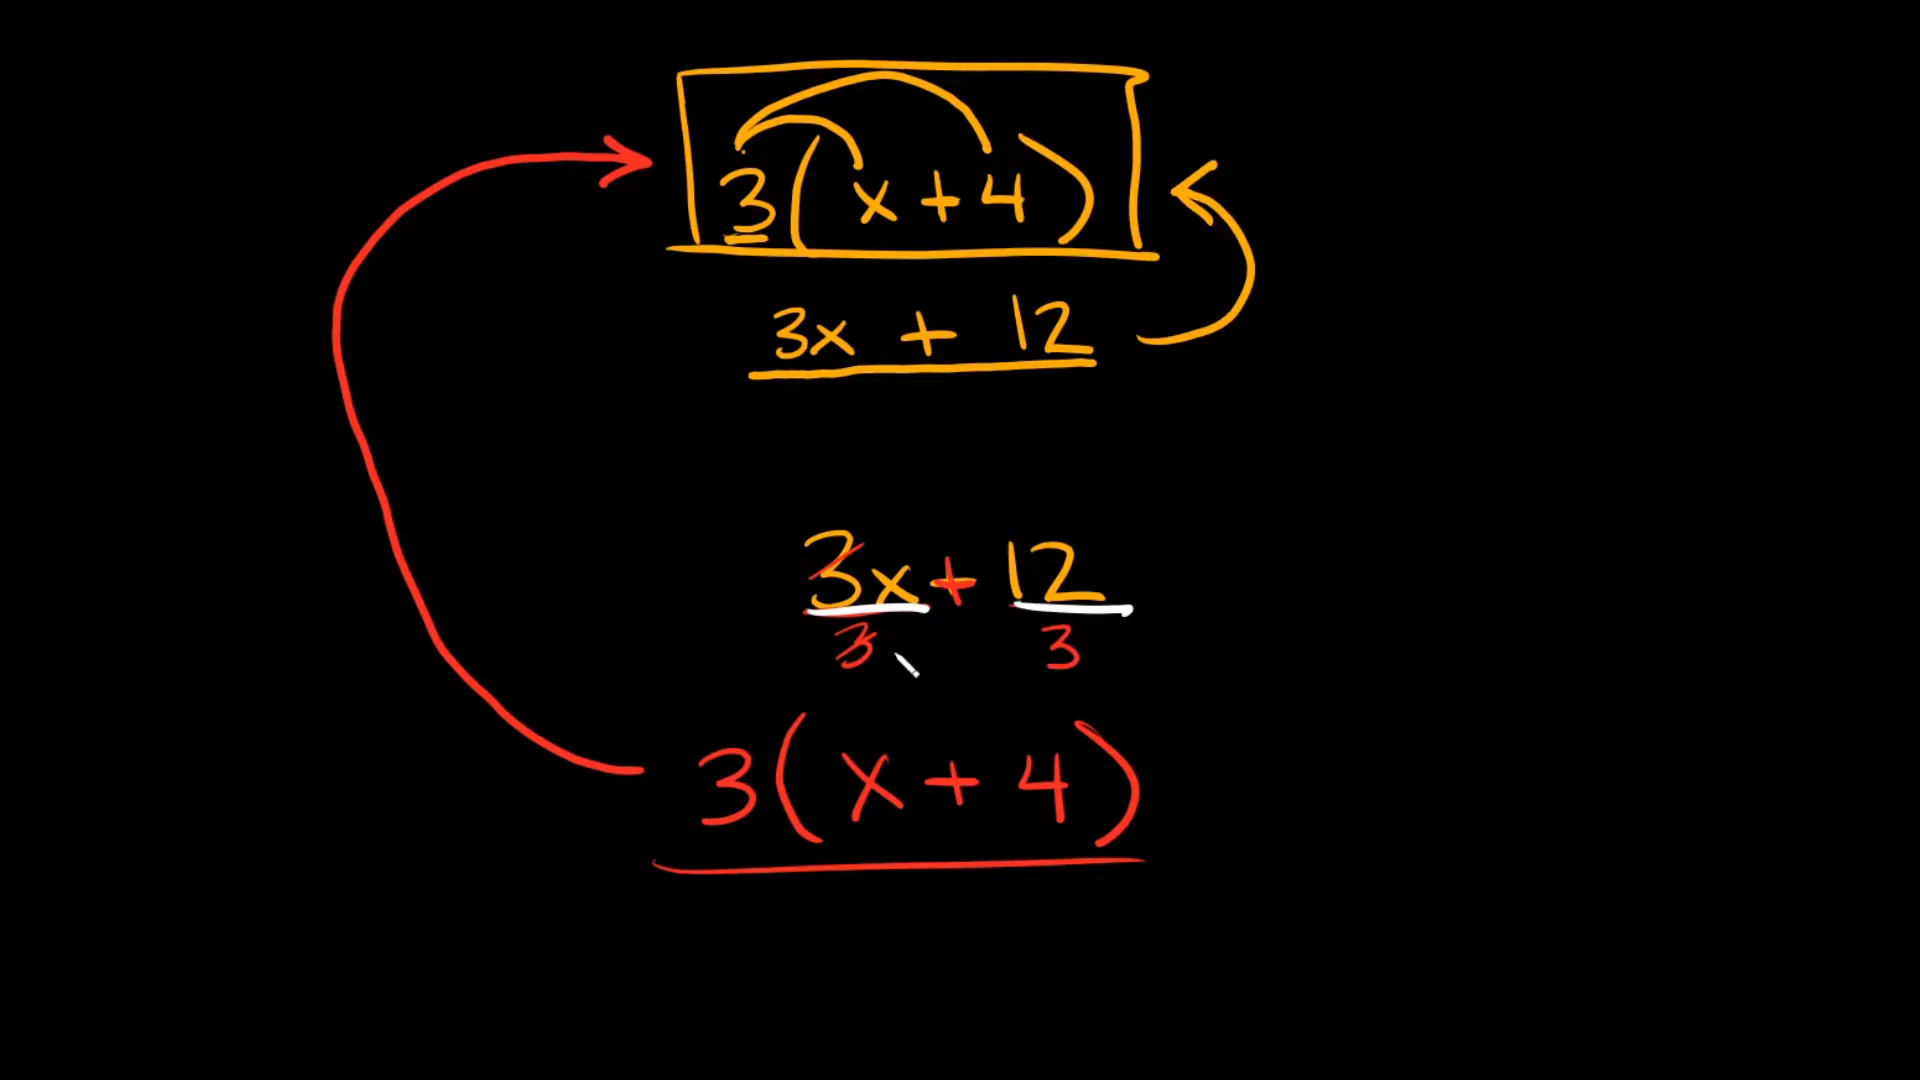 3(x+4)
3x + 12
3x + 12
3 3
3(x+4)